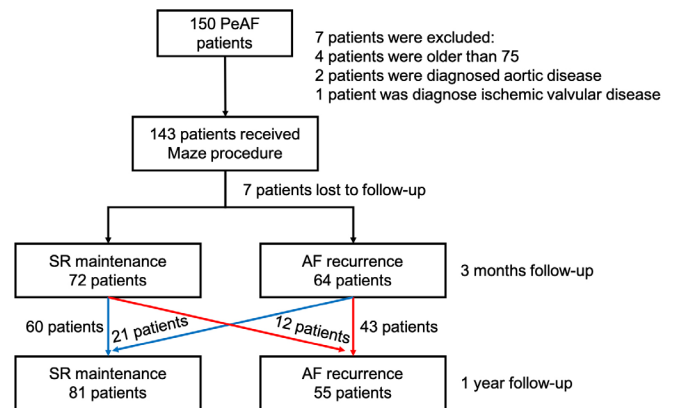 150 PeAF
patients
7 patients were excluded:
4 patients were older than 75
2 patients were diagnosed aortic disease
1 patient was diagnose ischemic valvular disease
143 patients received
Maze procedure
7 patients lost to follow-up
SR maintenance
72 patients
AF recurrence
64 patients
3 months follow-up
60 patients
21 patients
12 patients
43 patients
SR maintenance
81 patients
AF recurrence
55 patients
1 year follow-up